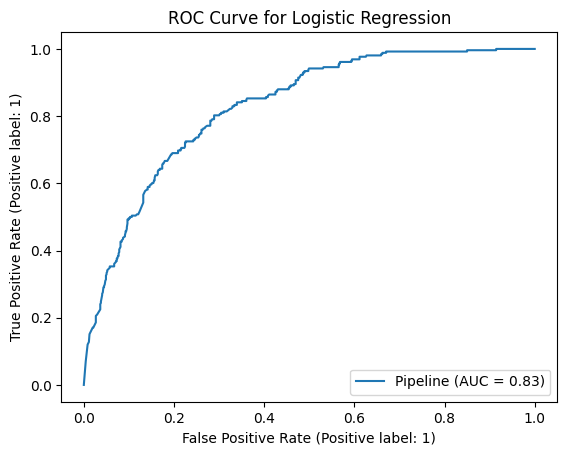 ROC Curve for Logistic Regression
True Positive Rate (Positive label: 1)
1.0
0.8
0.6
0.4
0.2
0.0
Pipeline (AUC = 0.83)
0.0 0.2 0.4 0.6 0.8 1.0
False Positive Rate (Positive label: 1)